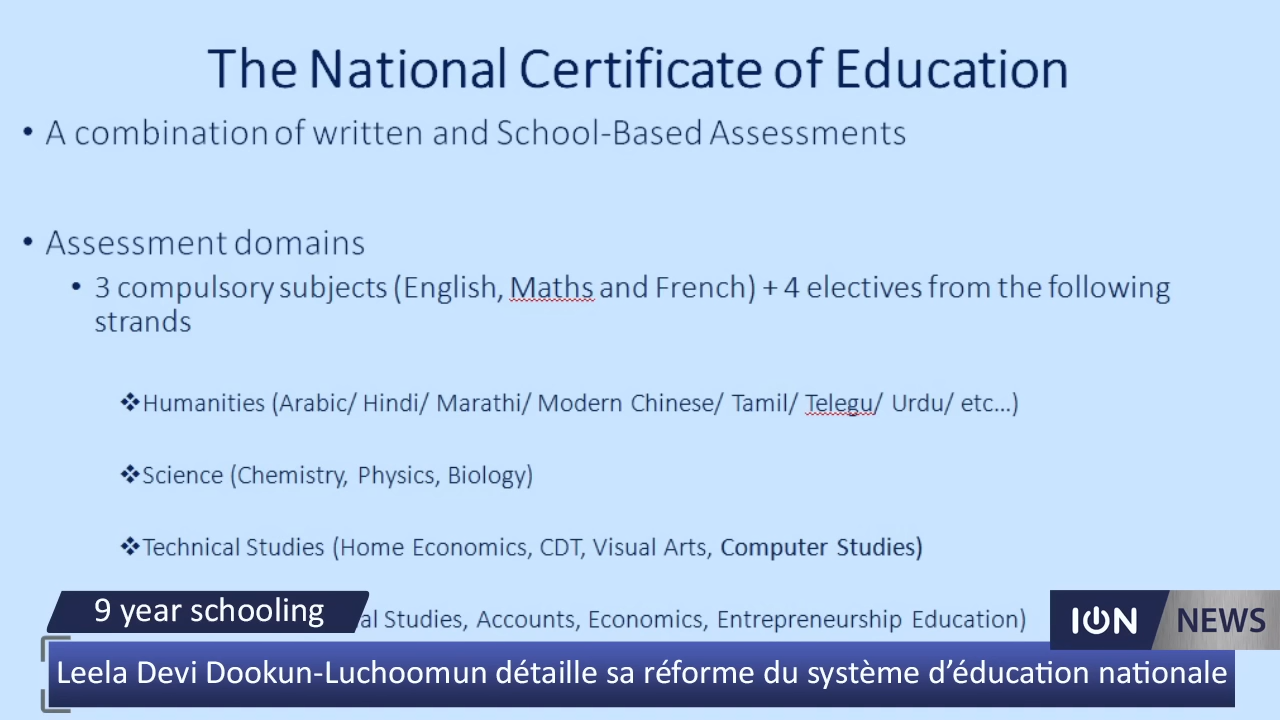 The National Certificate of Education
• A combination of written and School-Based Assessments
• Assessment domains
• 3 compulsory subjects (English, Maths and French) + 4 electives from the following
strands
❖Humanities (Arabic/ Hindi/ Marathi/ Modern Chinese/ Tamil/ Telegu/ Urdu/ etc...)
❖Science (Chemistry, Physics, Biology)
❖Technical Studies (Home Economics, CDT, Visual Arts, Computer Studies)
Studies, Accounts, Economics, Entrepreneurship Education)
9 year schooling
ION NEWS
Leela Devi Dookun-Luchoomun détaille sa réforme du système d’éducation nationale